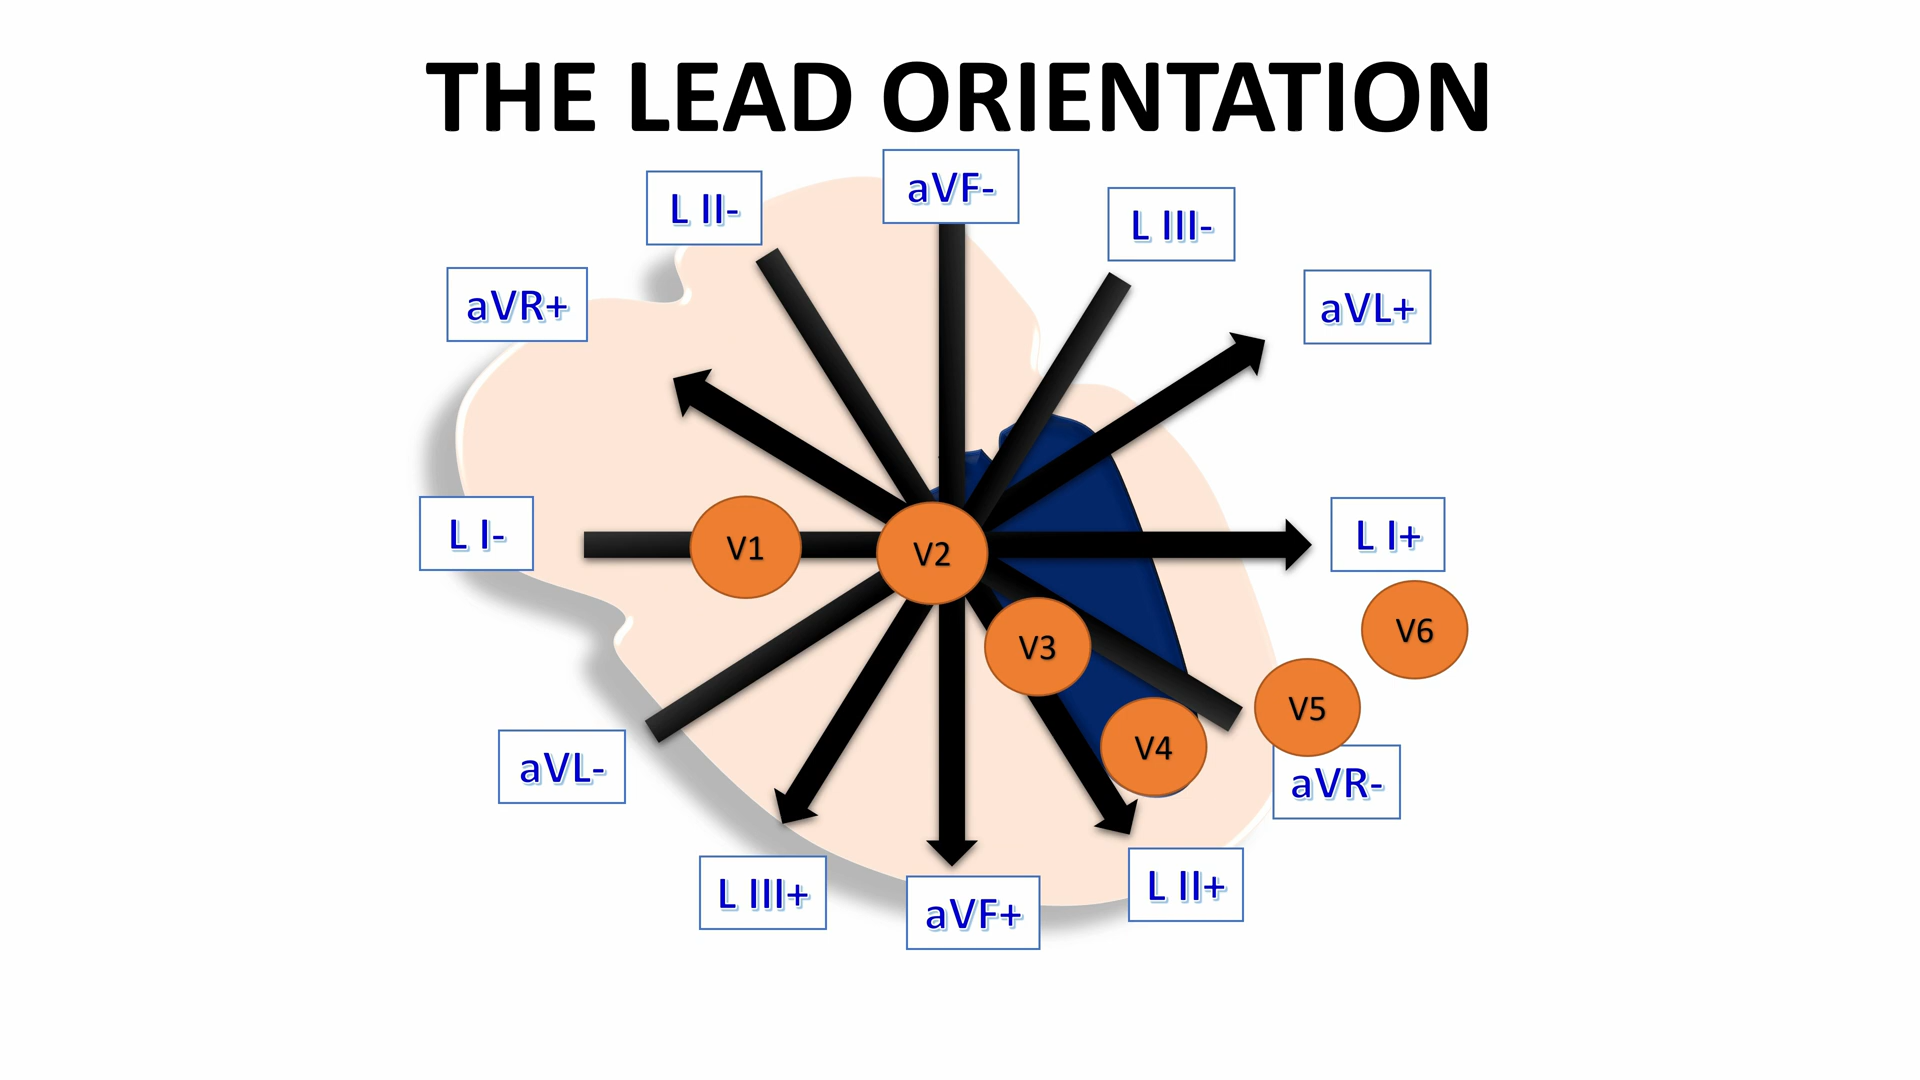 THE LEAD ORIENTATION
aVF-
L II-
L III-
aVR+
aVL+
L I-
V1
V2
L I+
V6
V3
V5
V4
aVL-
aVR-
L III+
aVF+
L II+